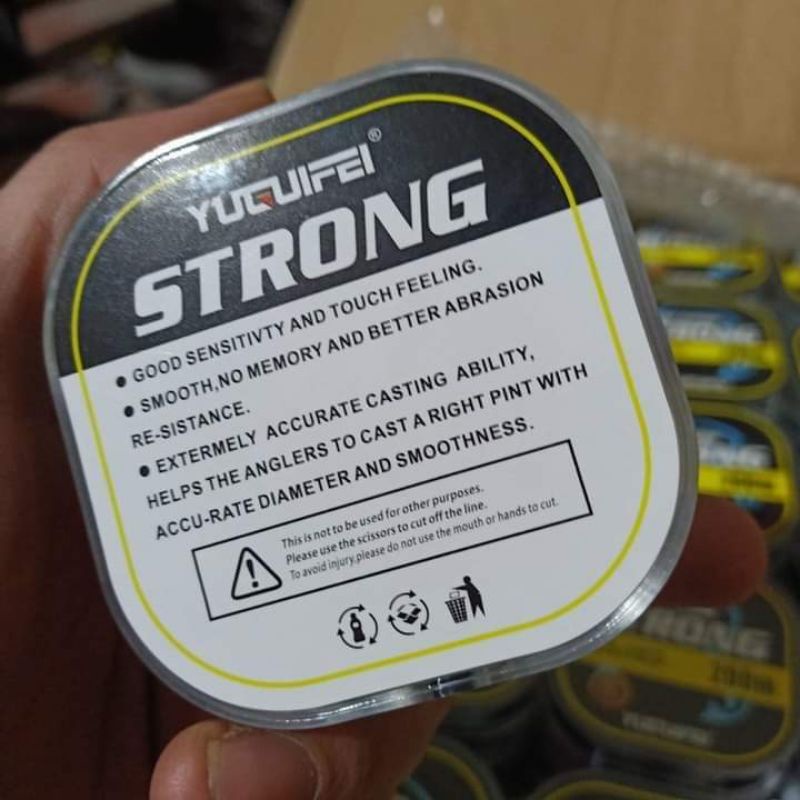 YUQUIFEI®
STRONG
• GOOD SENSITIVTY AND TOUCH FEELING.
• SMOOTH,NO MEMORY AND BETTER ABRASION
RE-SISTANCE.
• EXTERMELY ACCURATE CASTING ABILITY,
HELPS THE ANGLERS TO CAST A RIGHT PINT WITH
ACCU-RATE DIAMETER AND SMOOTHNESS.
This is not to be used for other purposes.
Please use the scissors to cut off the line.
To avoid injury,please do not use the mouth or hands to cut.
STRONG
200m